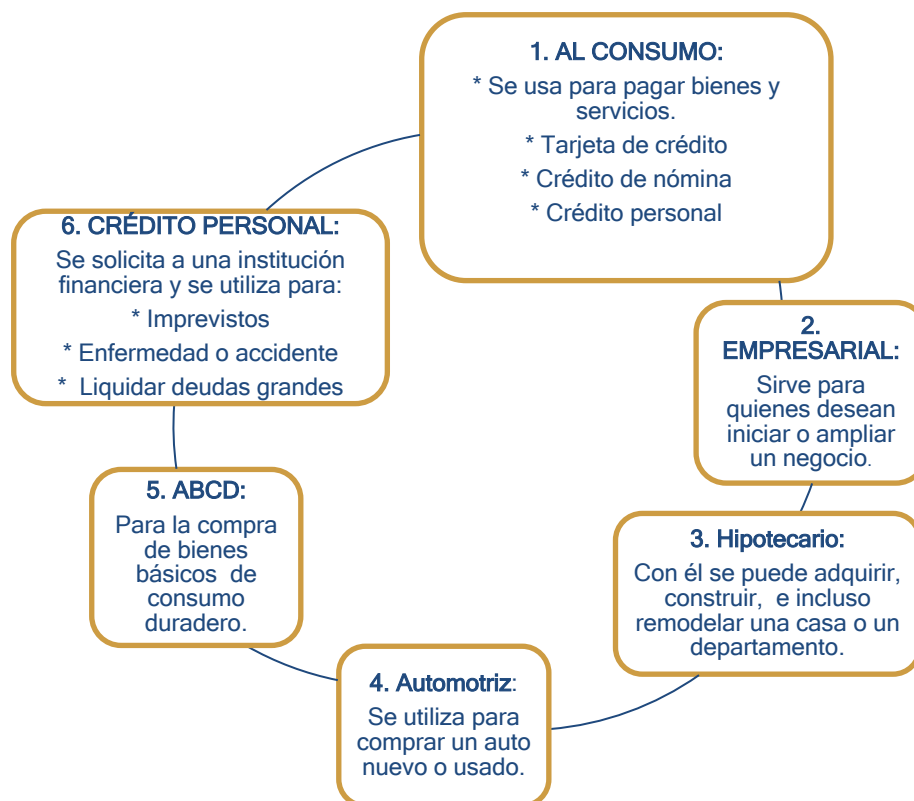 1. AL CONSUMO:
* Se usa para pagar bienes y
servicios.
* Tarjeta de crédito
* Crédito de nómina
* Crédito personal
2.
EMPRESARIAL:
Sirve para
quienes desean
iniciar o ampliar
un negocio.
3. Hipotecario:
Con él se puede adquirir,
construir, e incluso
remodelar una casa o un
departamento.
4. Automotriz:
Se utiliza para
comprar un auto
nuevo o usado.
5. ABCD:
Para la compra
de bienes
básicos de
consumo
duradero.
6. CRÉDITO PERSONAL:
Se solicita a una institución
financiera y se utiliza para:
* Imprevistos
* Enfermedad o accidente
* Liquidar deudas grandes